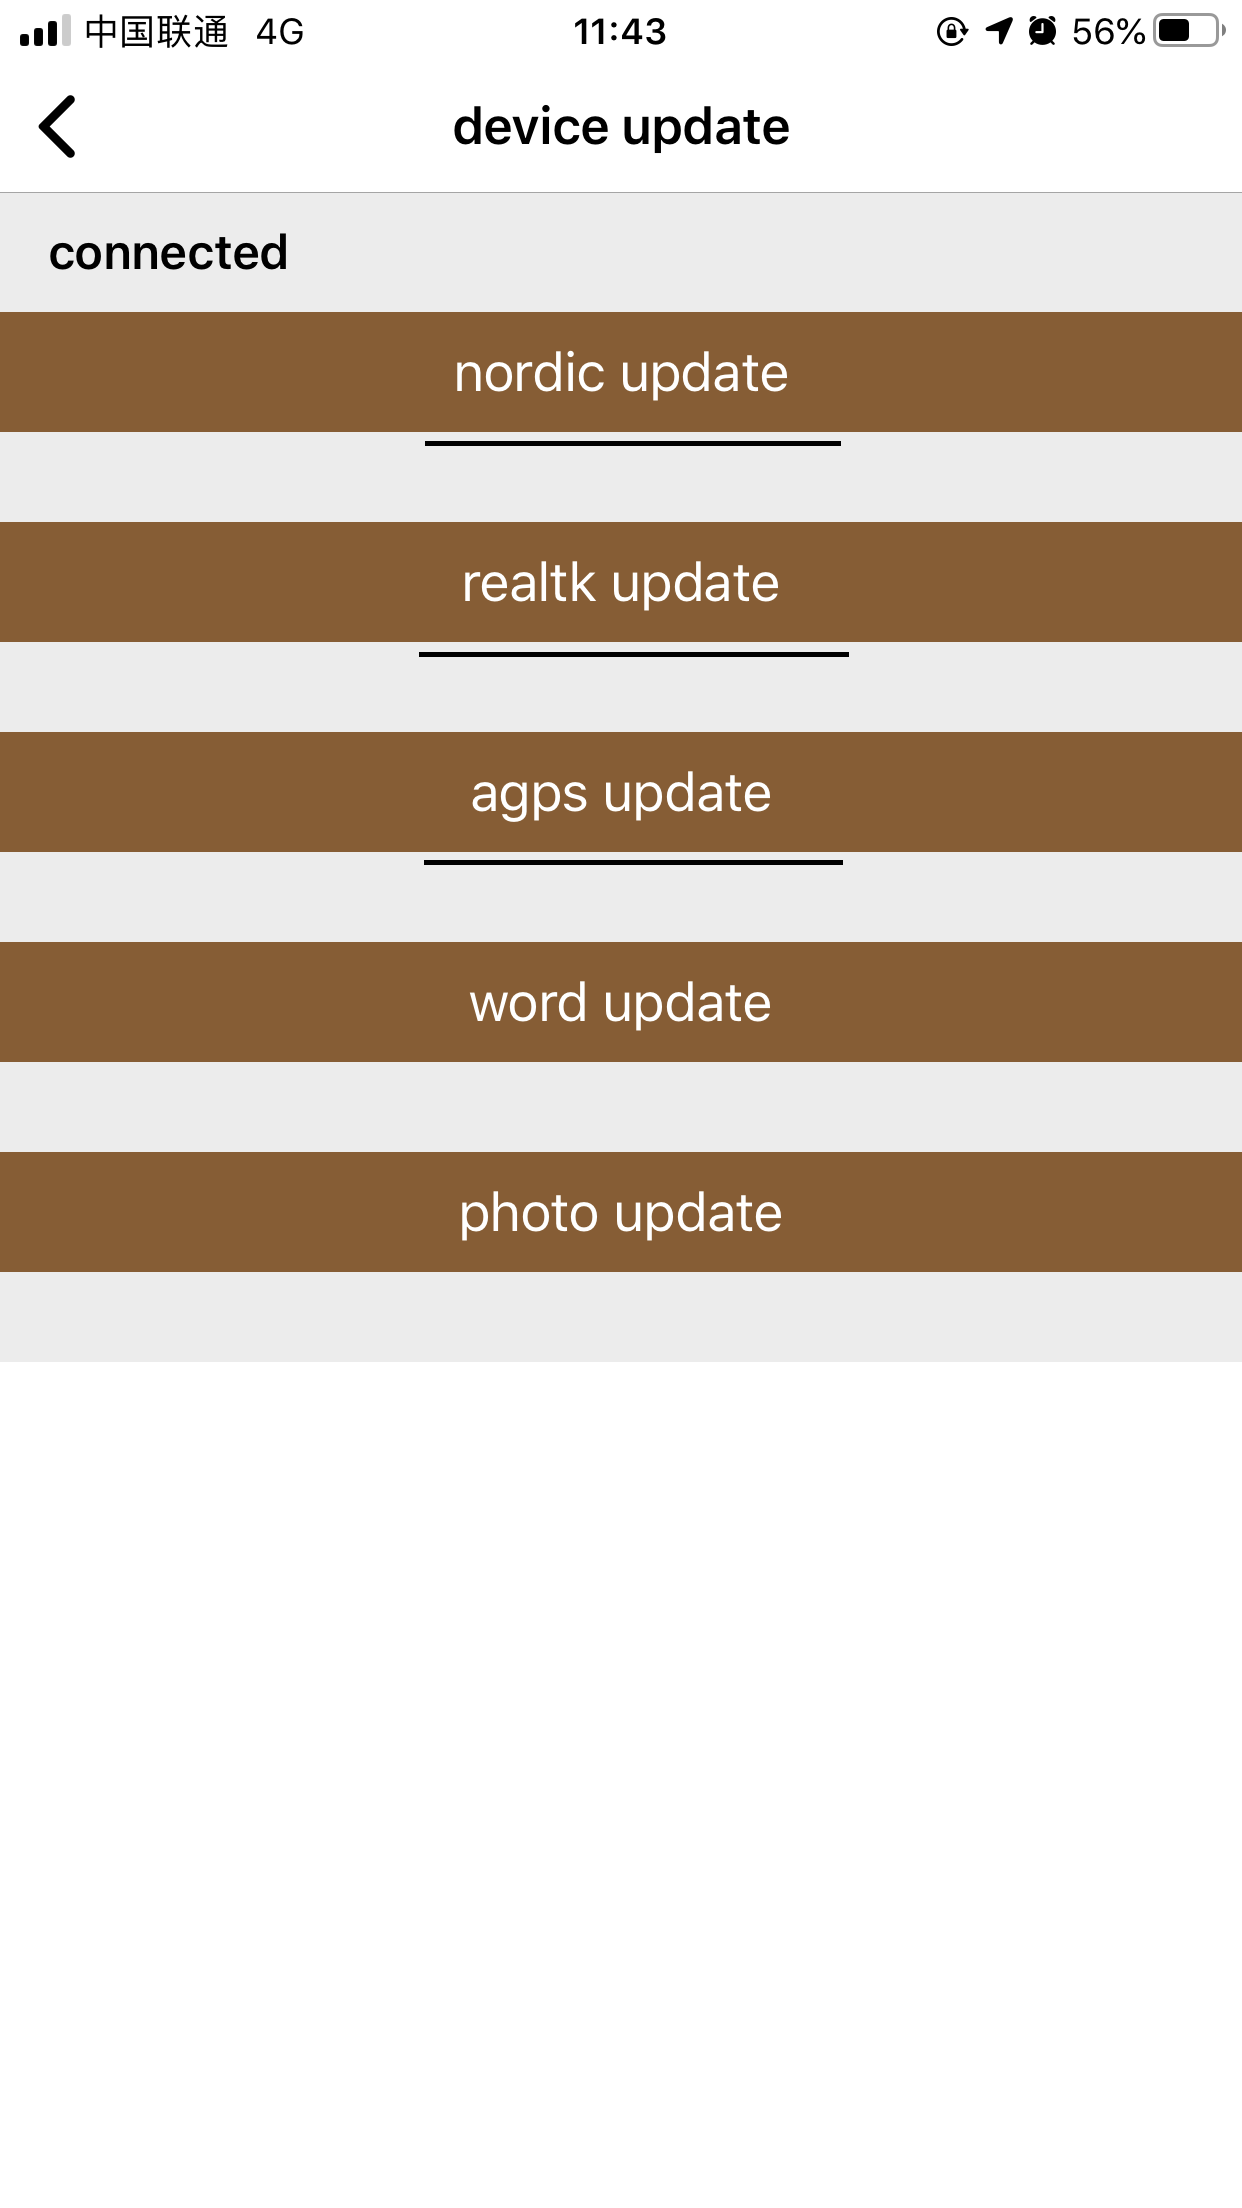 中国联通 4G 11:43 56%
device update
connected
nordic update
realtk update
agps update
word update
photo update